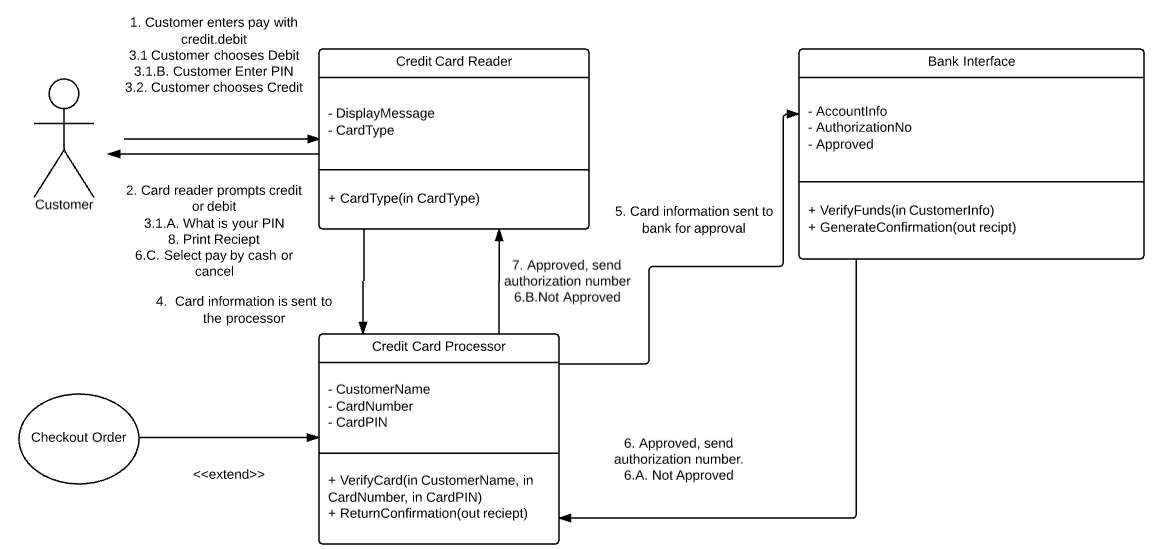 1. Customer enters pay with
credit.debit
3.1 Customer chooses Debit
3.1.B. Customer Enter PIN
3.2. Customer chooses Credit
Customer
2. Card reader prompts credit
or debit
3.1.A. What is your PIN
8. Print Reciept
6.C. Select pay by cash or
cancel
4. Card information is sent to
the processor
Credit Card Reader
- DisplayMessage
- CardType
+ CardType(in CardType)
7. Approved, send
authorization number
6.B.Not Approved
5. Card information sent to
bank for approval
Bank Interface
- AccountInfo
- AuthorizationNo
- Approved
+ VerifyFunds(in CustomerInfo)
+ GenerateConfirmation(out recipt)
Credit Card Processor
- CustomerName
- CardNumber
- CardPIN
+ VerifyCard(in CustomerName, in
CardNumber, in CardPIN)
+ ReturnConfirmation(out reciept)
Checkout Order
<<extend>>
6. Approved, send
authorization number.
6.A. Not Approved